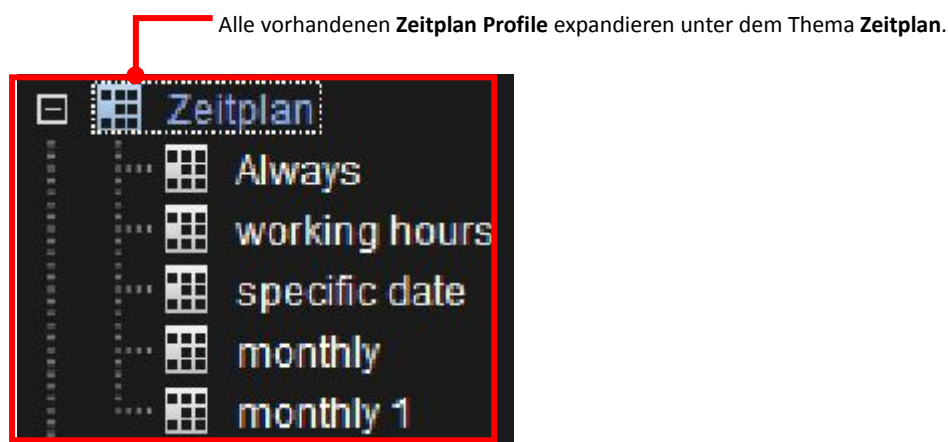 Alle vorhandenen Zeitplan Profile expandieren unter dem Thema Zeitplan.
Zeitplan
Always
working hours
specific date
monthly
monthly 1